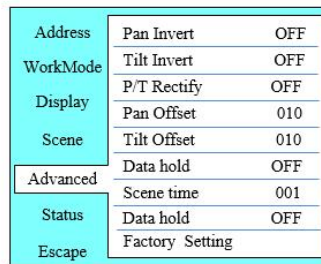 Address
WorkMode
Display
Scene
Advanced
Status
Escape
Pan Invert OFF
Tilt Invert OFF
P/T Rectify OFF
Pan Offset 010
Tilt Offset 010
Data hold OFF
Scene time 001
Data hold OFF
Factory Setting